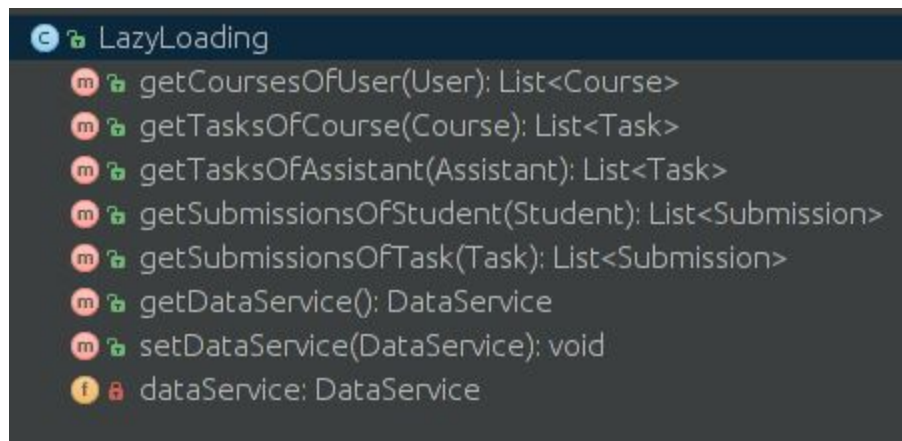 C LazyLoading
m getCoursesOfUser(User): List<Course>
m getTasksOfCourse(Course): List<Task>
m getTasksOfAssistant(Assistant): List<Task>
m getSubmissionsOfStudent(Student): List<Submission>
m getSubmissionsOfTask(Task): List<Submission>
m getDataService(): DataService
m setDataService(DataService): void
f dataService: DataService